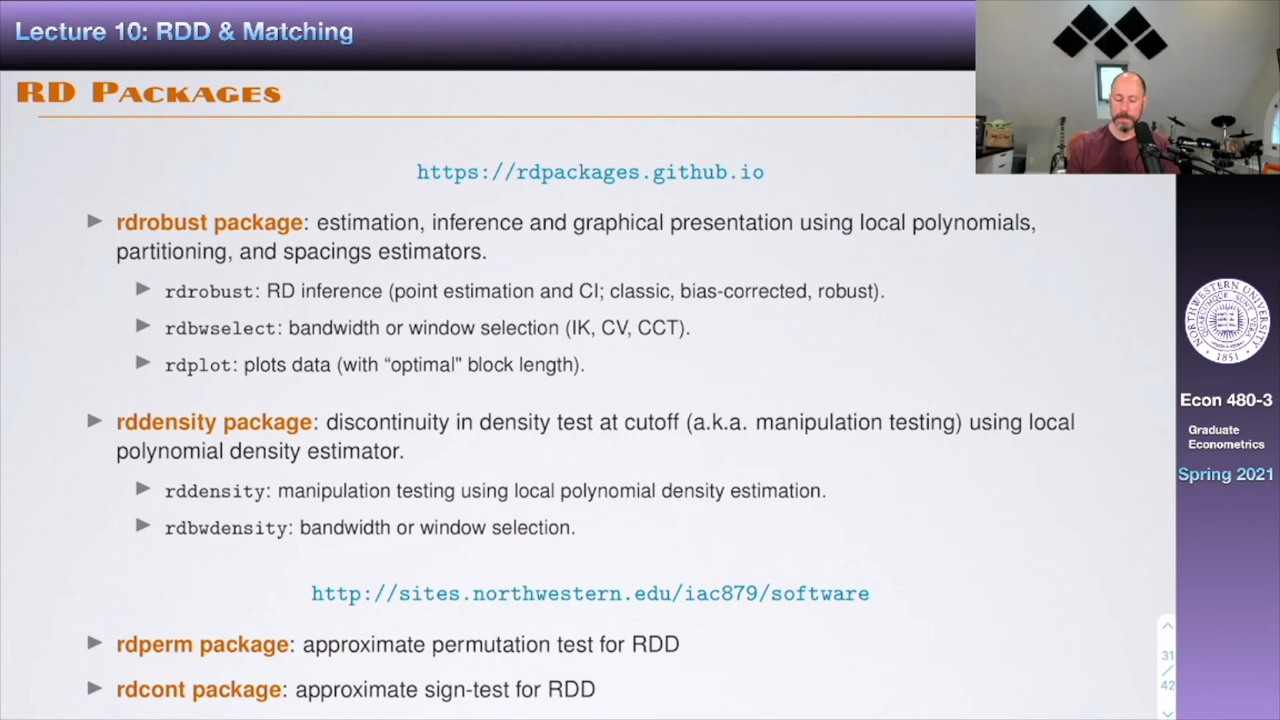 Lecture 10: RDD & Matching
RD Packages
https://rdpackages.github.io
▶ rdrobust package: estimation, inference and graphical presentation using local polynomials,
partitioning, and spacings estimators.
▶ rdrobust: RD inference (point estimation and CI; classic, bias-corrected, robust).
▶ rdbwselect: bandwidth or window selection (IK, CV, CCT).
▶ rdplot: plots data (with “optimal” block length).
▶ rddensity package: discontinuity in density test at cutoff (a.k.a. manipulation testing) using local
polynomial density estimator.
▶ rddensity: manipulation testing using local polynomial density estimation.
▶ rdbwdensity: bandwidth or window selection.
http://sites.northwestern.edu/iac879/software
▶ rdperm package: approximate permutation test for RDD
▶ rdcont package: approximate sign-test for RDD
NORTHWESTERN UNIVERSITY
1851
Econ 480-3
Graduate
Econometrics
Spring 2021
31
/
42